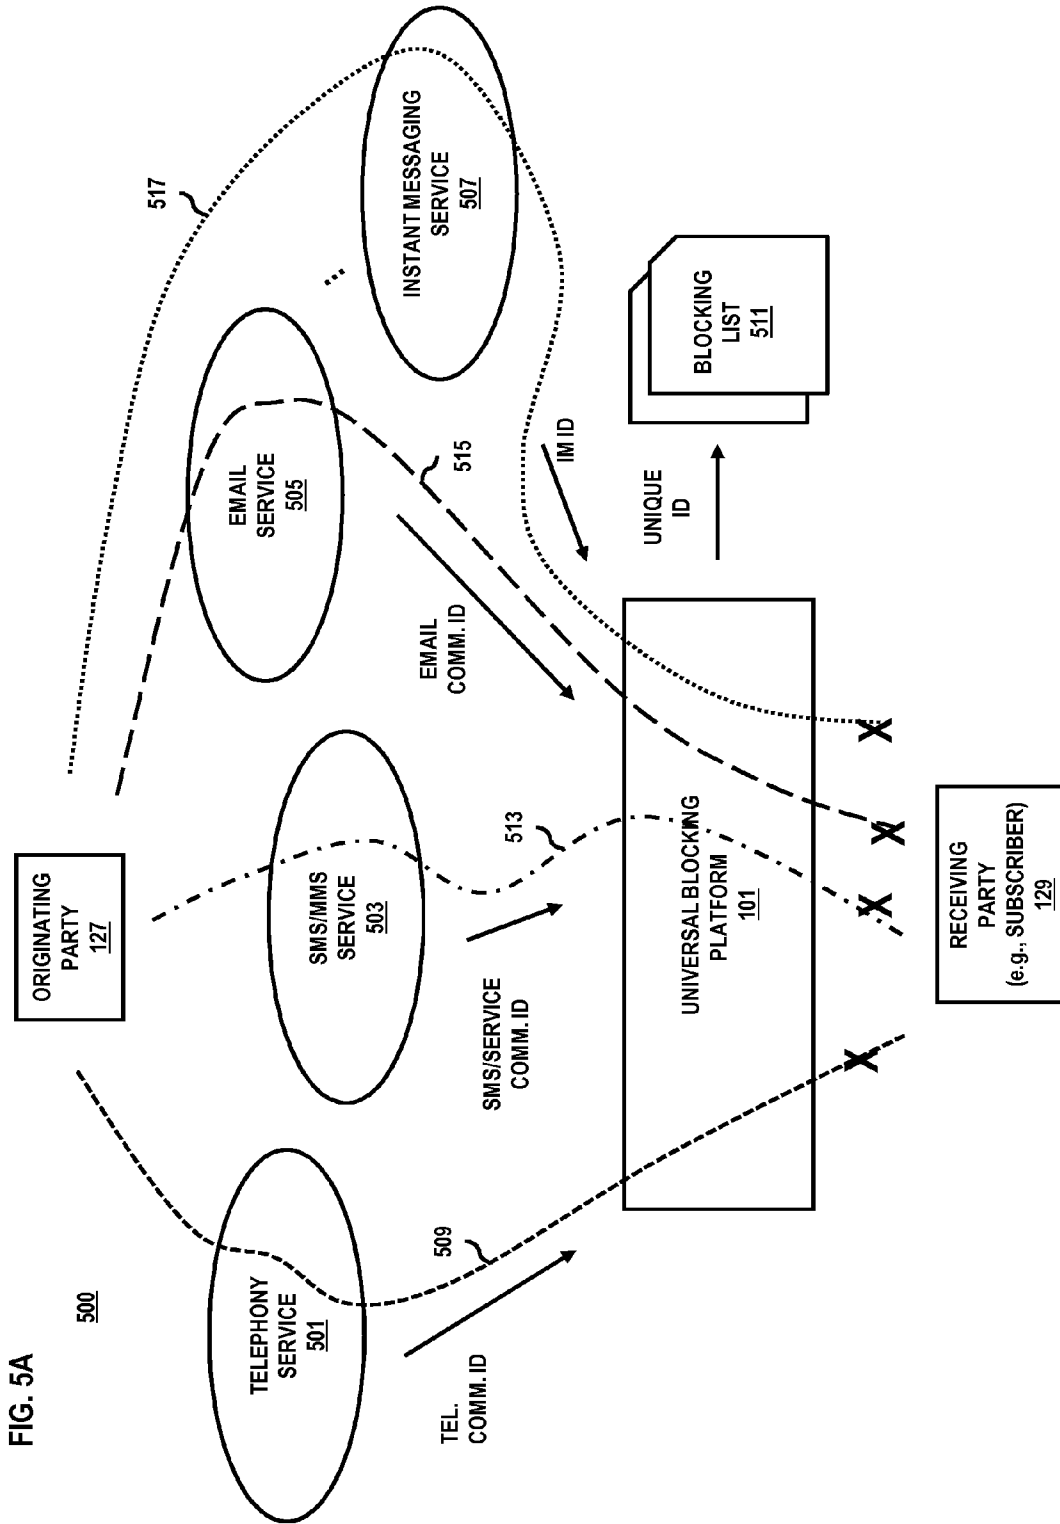 FIG. 5A
500
ORIGINATING
PARTY
127
517
TELEPHONY
SERVICE
501
SMS/MMS
SERVICE
503
EMAIL
SERVICE
505
INSTANT MESSAGING
SERVICE
507
TEL.
COMM. ID
509
SMS/SERVICE
COMM. ID
513
EMAIL
COMM. ID
515
IM ID
UNIVERSAL BLOCKING
PLATFORM
101
UNIQUE
ID
BLOCKING
LIST
511
X
X
X
X
RECEIVING
PARTY
(e.g., SUBSCRIBER)
129